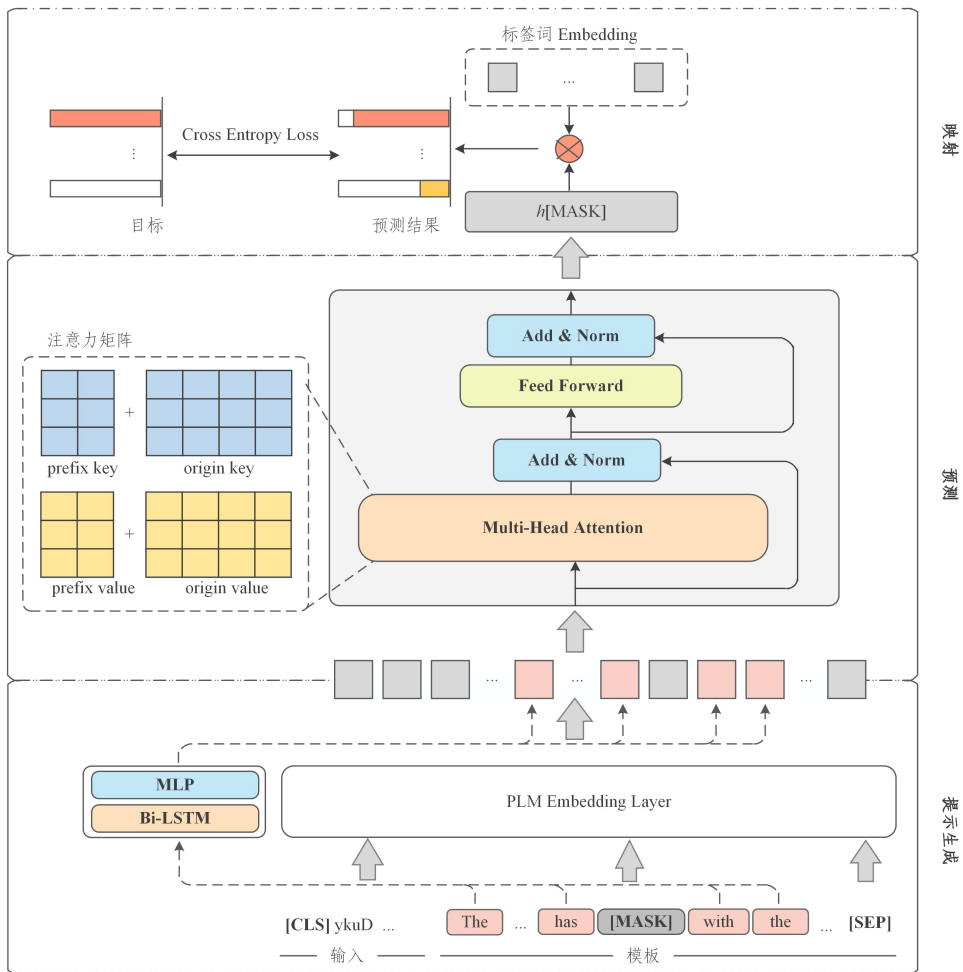 标签词 Embedding
...
Cross Entropy Loss
...
...
h[MASK]
目标
预测结果
映射
Add & Norm
注意力矩阵
Feed Forward
+
prefix key
origin key
Add & Norm
预测
+
Multi-Head Attention
prefix value
origin value
...
...
...
MLP
Bi-LSTM
PLM Embedding Layer
提示生成
[CLS] ykuD ...
The ... has [MASK] with the ... [SEP]
输入
模板